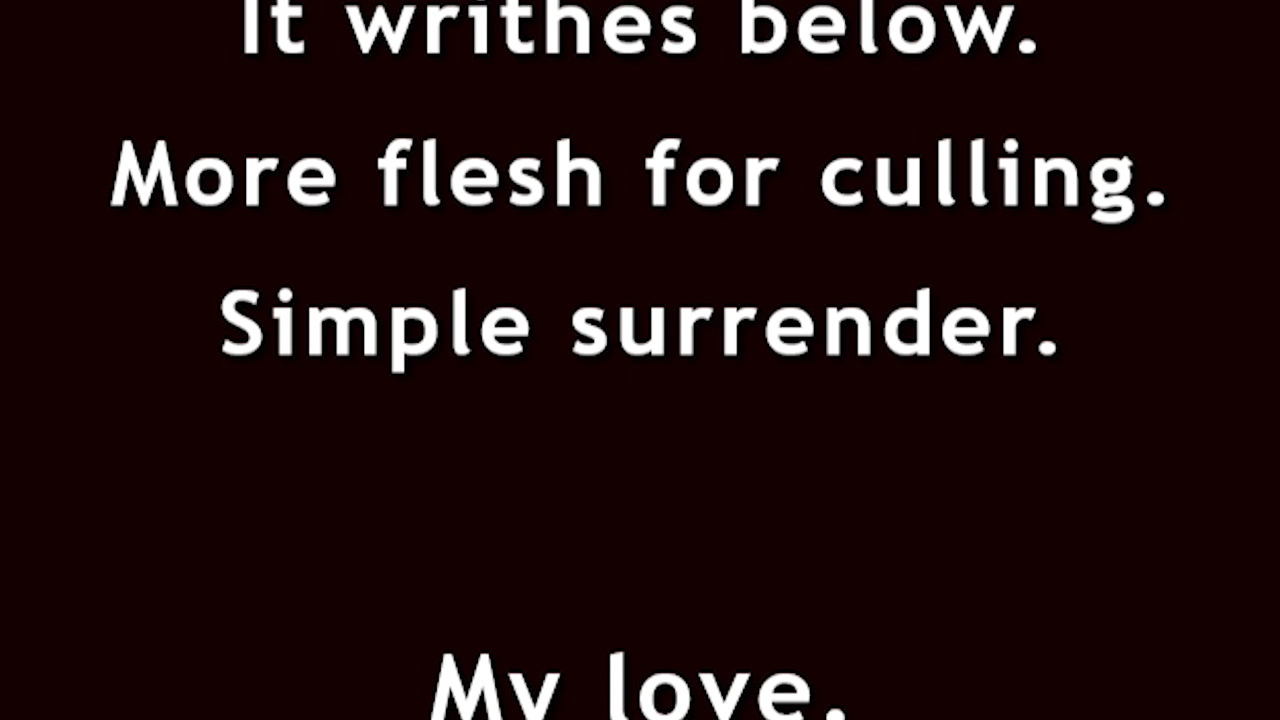 It writhes below.
More flesh for culling.
Simple surrender.
My love.